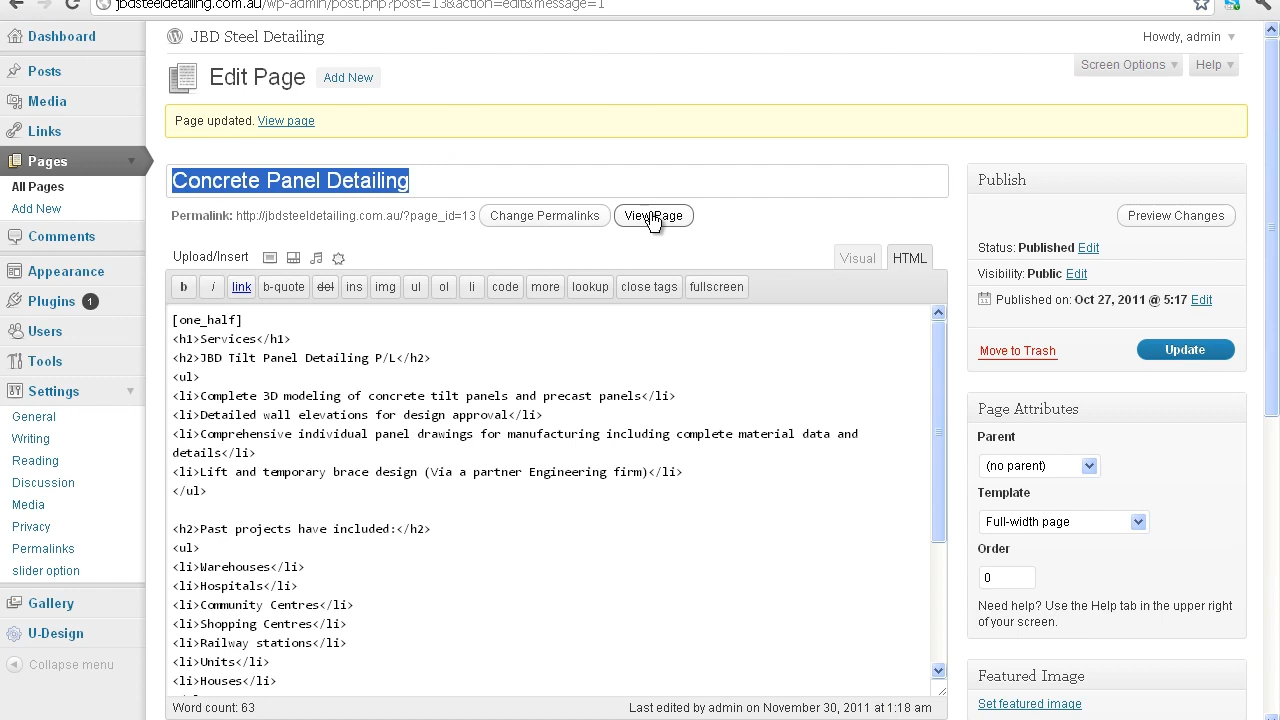 jbdsteeldetailing.com.au/wp-admin/post.php?post=13&action=edit&message=1
Dashboard
Posts
Media
Links
Pages
All Pages
Add New
Comments
Appearance
Plugins 1
Users
Tools
Settings
General
Writing
Reading
Discussion
Media
Privacy
Permalinks
slider option
Gallery
U-Design
Collapse menu
JBD Steel Detailing
Howdy, admin
Screen Options
Help
Edit Page
Add New
Page updated. View page
Concrete Panel Detailing
Permalink: http://jbdsteeldetailing.com.au/?page_id=13
Change Permalinks
View Page
Upload/Insert
Visual
HTML
b
i
link
b-quote
del
ins
img
ul
ol
li
code
more
lookup
close tags
fullscreen
[one_half]
<h1>Services</h1>
<h2>JBD Tilt Panel Detailing P/L</h2>
<ul>
<li>Complete 3D modeling of concrete tilt panels and precast panels</li>
<li>Detailed wall elevations for design approval</li>
<li>Comprehensive individual panel drawings for manufacturing including complete material data and
details</li>
<li>Lift and temporary brace design (Via a partner Engineering firm)</li>
</ul>
<h2>Past projects have included:</h2>
<ul>
<li>Warehouses</li>
<li>Hospitals</li>
<li>Community Centres</li>
<li>Shopping Centres</li>
<li>Railway stations</li>
<li>Units</li>
<li>Houses</li>
Word count: 63
Last edited by admin on November 30, 2011 at 1:18 am
Publish
Preview Changes
Status: Published Edit
Visibility: Public Edit
Published on: Oct 27, 2011 @ 5:17 Edit
Move to Trash
Update
Page Attributes
Parent
(no parent)
Template
Full-width page
Order
0
Need help? Use the Help tab in the upper right
of your screen.
Featured Image
Set featured image